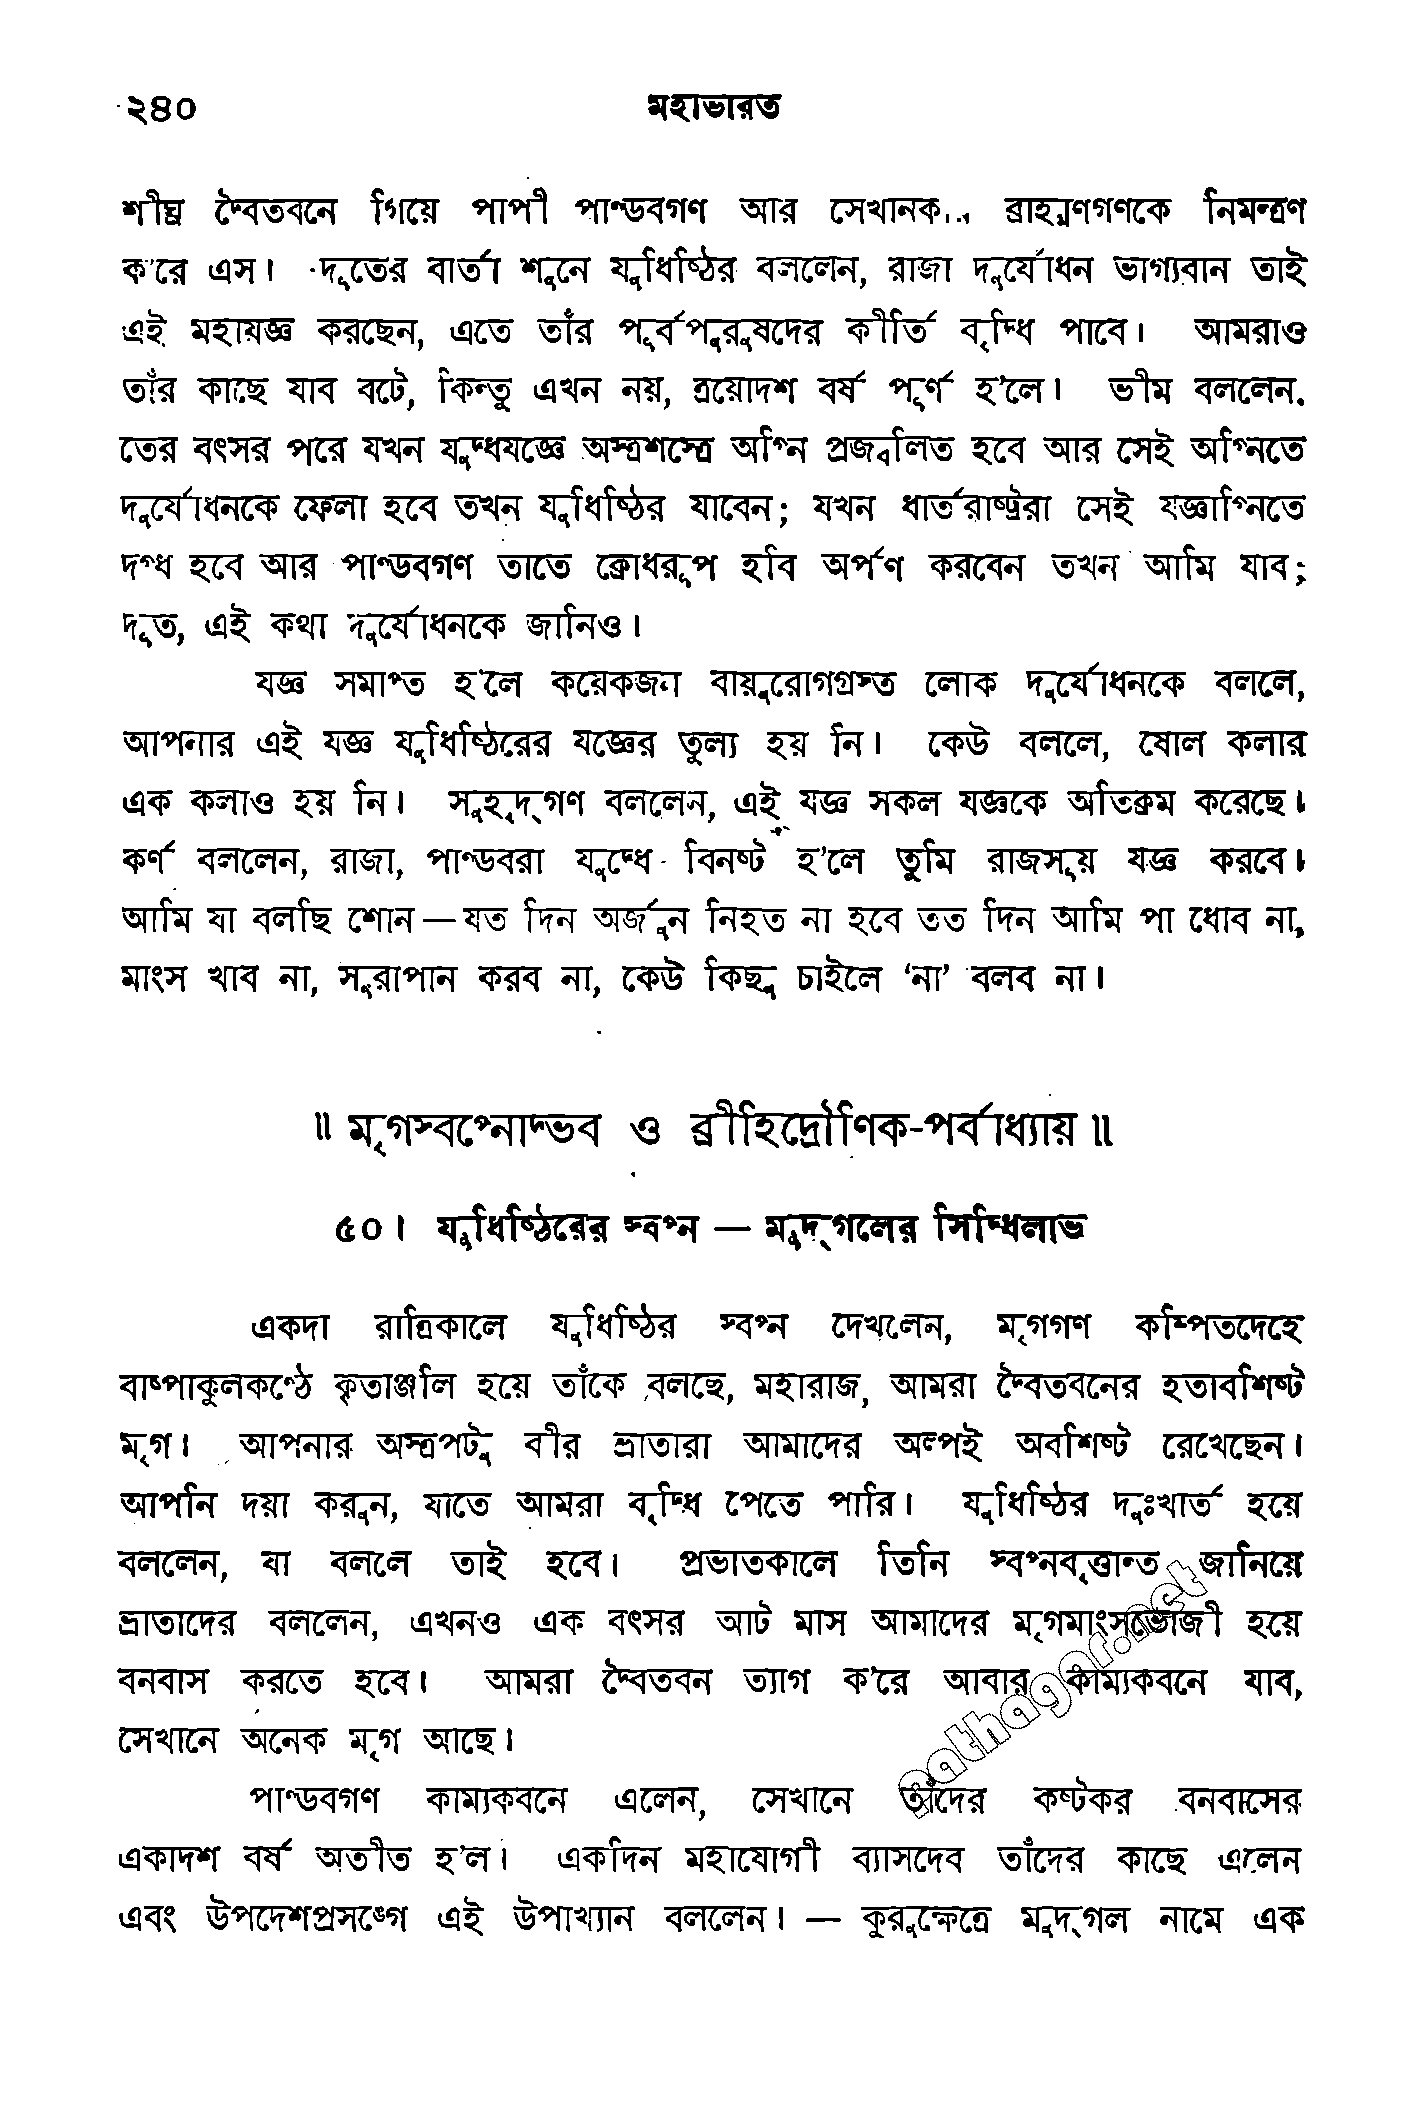 ২৪০ মহাভারত
শীঘ্র দ্বৈতবনে গিয়ে পাপী পাণ্ডবগণ আর সেখানক.. ব্রাহ্মণগণকে নিমন্ত্রণ
ক'রে এস। দূতের বার্তা শুনে যুধিষ্ঠির বললেন, রাজা দুর্যোধন ভাগ্যবান তাই
এই মহাযজ্ঞ করছেন, এতে তাঁর পূর্বপুরুষদের কীর্তি বৃদ্ধি পাবে। আমরাও
তাঁর কাছে যাব বটে, কিন্তু এখন নয়, ত্রয়োদশ বর্ষ পূর্ণ হ'লে। ভীম বললেন,
তের বৎসর পরে যখন যুদ্ধযজ্ঞে অস্ত্রশস্ত্রে অগ্নি প্রজ্বলিত হবে আর সেই অগ্নিতে
দুর্যোধনকে ফেলা হবে তখন যুধিষ্ঠির যাবেন; যখন ধার্তরাষ্ট্ররা সেই যজ্ঞাগ্নিতে
দগ্ধ হবে আর পাণ্ডবগণ তাতে ক্রোধরূপ হবি অর্পণ করবেন তখন আমি যাব;
দূত, এই কথা দুর্যোধনকে জানিও।
যজ্ঞ সমাপ্ত হ'লে কয়েকজন বায়ুরোগগ্রস্ত লোক দুর্যোধনকে বললে,
আপনার এই যজ্ঞ যুধিষ্ঠিরের যজ্ঞের তুল্য হয় নি। কেউ বললে, ষোল কলার
এক কলাও হয় নি। সুহৃদ্‌গণ বললেন, এই যজ্ঞ সকল যজ্ঞকে অতিক্রম করেছে।
কর্ণ বললেন, রাজা, পাণ্ডবরা যুদ্ধে বিনষ্ট হ'লে তুমি রাজসূয় যজ্ঞ করবে।
আমি যা বলছি শোন — যত দিন অর্জুন নিহত না হবে তত দিন আমি পা ধোব না,
মাংস খাব না, সুরাপান করব না, কেউ কিছু চাইলে ‘না’ বলব না।
॥ মৃগস্বপ্নোদ্ভব ও ব্রীহিদ্রৌণিক-পর্বাধ্যায় ॥
৫০। যুধিষ্ঠিরের স্বপ্ন — মুদ্‌গলের সিদ্ধিলাভ
একদা রাত্রিকালে যুধিষ্ঠির স্বপ্ন দেখলেন, মৃগগণ কম্পিতদেহে
বাষ্পাকুলকণ্ঠে কৃতাঞ্জলি হয়ে তাঁকে বলছে, মহারাজ, আমরা দ্বৈতবনের হতাবশিষ্ট
মৃগ। আপনার অস্ত্রপটু বীর ভ্রাতারা আমাদের অল্পই অবশিষ্ট রেখেছেন।
আপনি দয়া করুন, যাতে আমরা বৃদ্ধি পেতে পারি। যুধিষ্ঠির দুঃখার্ত হয়ে
বললেন, যা বললে তাই হবে। প্রভাতকালে তিনি স্বপ্নবৃত্তান্ত জানিয়ে
ভ্রাতাদের বললেন, এখনও এক বৎসর আট মাস আমাদের মৃগমাংসভোজী হয়ে
বনবাস করতে হবে। আমরা দ্বৈতবন ত্যাগ ক'রে আবার কাম্যকবনে যাব,
সেখানে অনেক মৃগ আছে।
পাণ্ডবগণ কাম্যকবনে এলেন, সেখানে তাঁদের কষ্টকর বনবাসের
একাদশ বর্ষ অতীত হ'ল। একদিন মহাযোগী ব্যাসদেব তাঁদের কাছে এলেন
এবং উপদেশপ্রসঙ্গে এই উপাখ্যান বললেন। — কুরুক্ষেত্রে মুদ্‌গল নামে এক
Pathagar.net